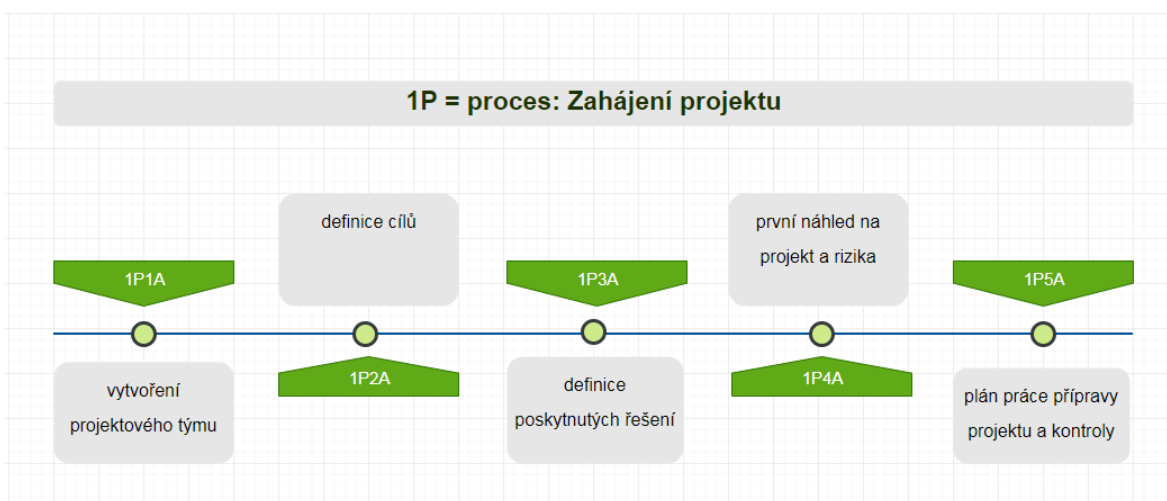 1P = proces: Zahájení projektu
1P1A
vytvoření
projektového týmu
definice cílů
1P2A
1P3A
definice
poskytnutých řešení
první náhled na
projekt a rizika
1P4A
1P5A
plán práce přípravy
projektu a kontroly